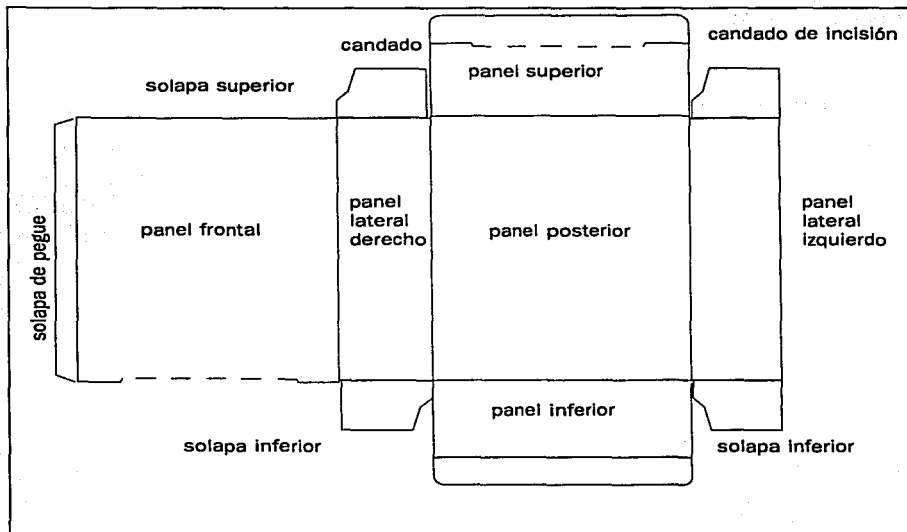 candado
candado de incisión
panel superior
solapa superior
solapa de pegue
panel frontal
panel
lateral
derecho
panel posterior
panel
lateral
izquierdo
panel inferior
solapa inferior
solapa inferior